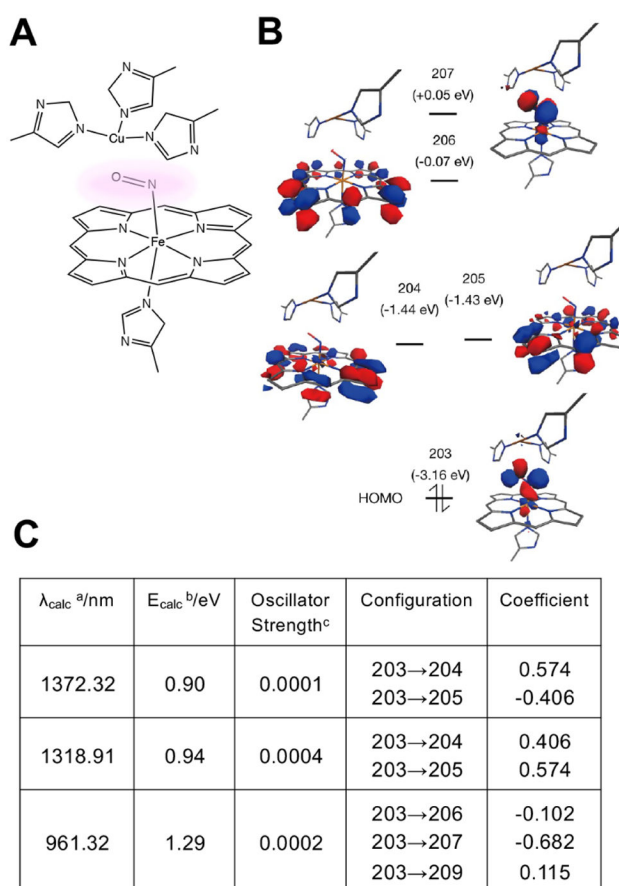 A
B
N
N
N
N
N
N
Cu
O
N
N
N
N
N
Fe
N
N
207
(+0.05 eV)
206
(-0.07 eV)
204
(-1.44 eV)
205
(-1.43 eV)
203
(-3.16 eV)
HOMO
C
λcalc ᵃ/nm
Ecalc ᵇ/eV
Oscillator
Strengthᶜ
Configuration
Coefficient
1372.32
0.90
0.0001
203→204
0.574
203→205
-0.406
1318.91
0.94
0.0004
203→204
0.406
203→205
0.574
961.32
1.29
0.0002
203→206
-0.102
203→207
-0.682
203→209
0.115